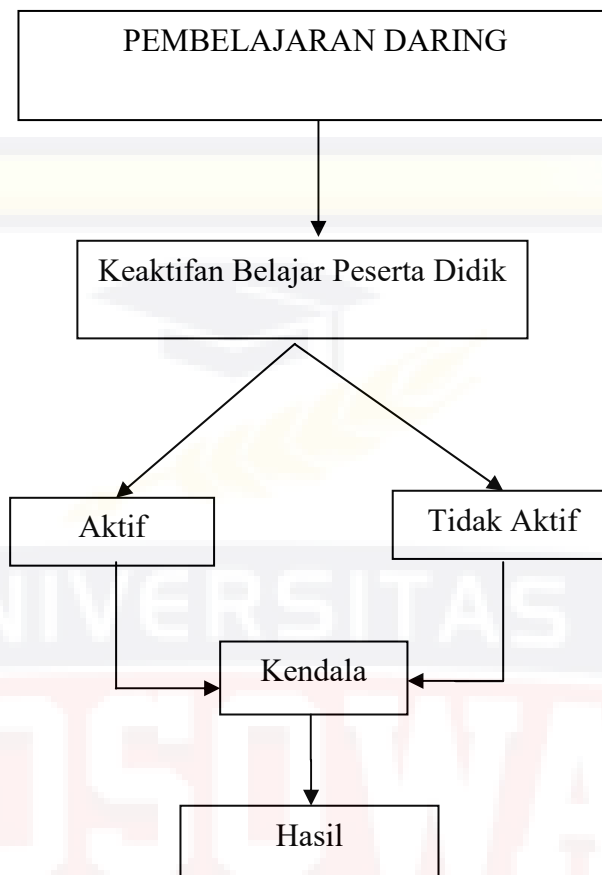 PEMBELAJARAN DARING
Keaktifan Belajar Peserta Didik
Aktif
Tidak Aktif
Kendala
Hasil